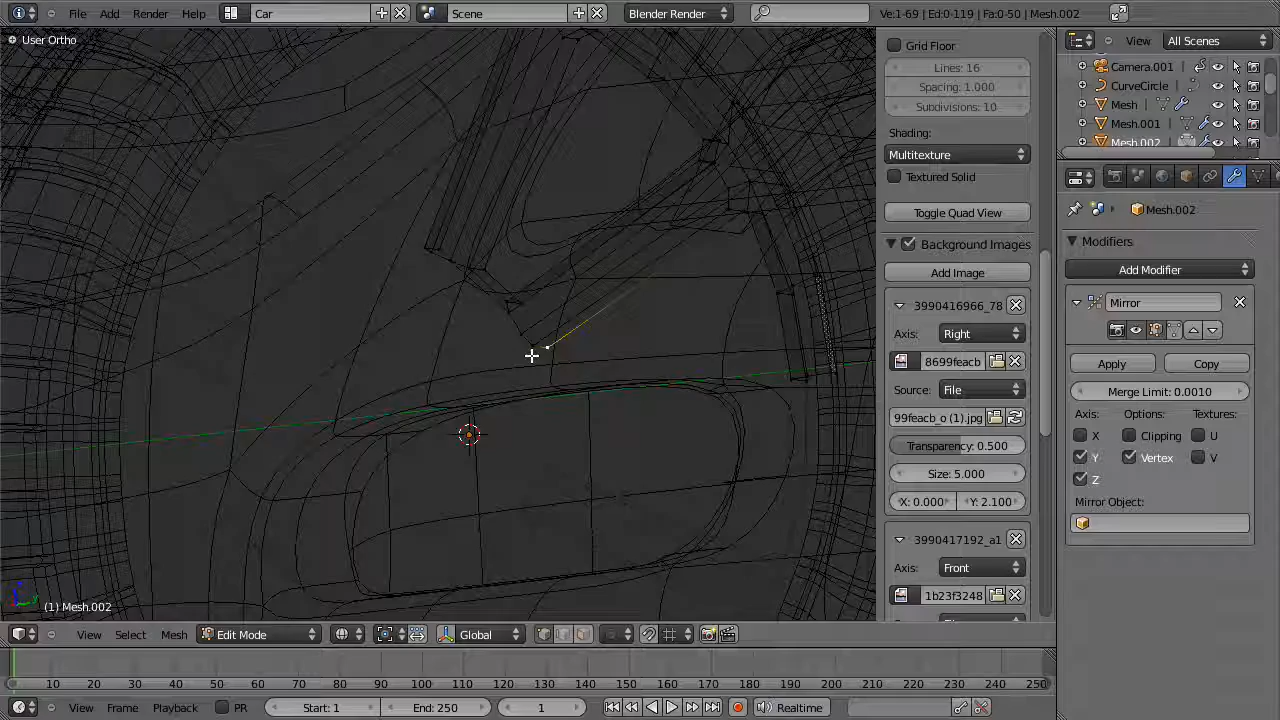 File Add Render Help Car Scene Blender Render Ve:1-69 | Ed:0-119 | Fa:0-50 | Mesh.002
User Ortho
(1) Mesh.002
View Select Mesh Edit Mode Global
Grid Floor
Lines: 16
Spacing: 1.000
Subdivisions: 10
Shading:
Multitexture
Textured Solid
Toggle Quad View
Background Images
Add Image
3990416966_78
Axis: Right
8699feacb
Source: File
99feacb_o (1).jpg
Transparency: 0.500
Size: 5.000
X: 0.000 Y: 2.100
3990417192_a1
Axis: Front
1b23f3248
View All Scenes
Camera.001
CurveCircle
Mesh
Mesh.001
Mesh.002
Mesh.002
Modifiers
Add Modifier
Mirror
Apply Copy
Merge Limit: 0.0010
Axis: Options: Textures:
X Clipping U
Y Vertex V
Z
Mirror Object:
10 20 30 40 50 60 70 80 90 100 110 120 130 140 150 160 170 180 190 200 210 220 230 240 250
View Frame Playback PR Start: 1 End: 250 1 Realtime